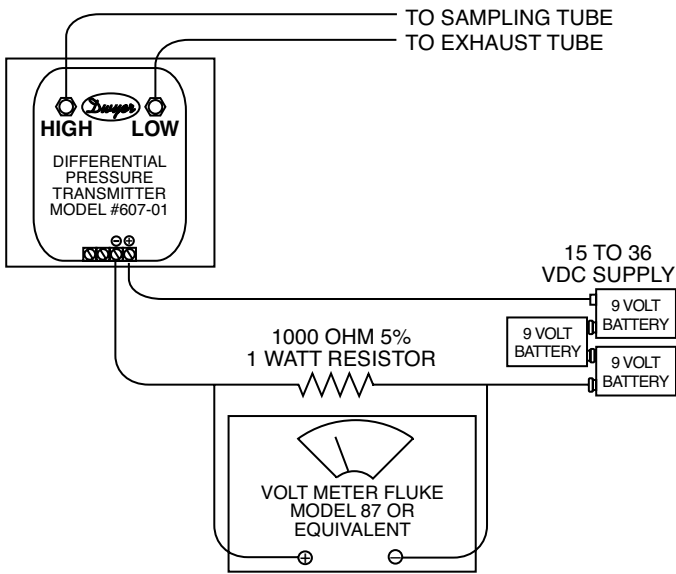 TO SAMPLING TUBE
TO EXHAUST TUBE
Dwyer
HIGH
LOW
DIFFERENTIAL
PRESSURE
TRANSMITTER
MODEL #607-01
15 TO 36
VDC SUPPLY
9 VOLT
BATTERY
9 VOLT
BATTERY
9 VOLT
BATTERY
1000 OHM 5%
1 WATT RESISTOR
VOLT METER FLUKE
MODEL 87 OR
EQUIVALENT